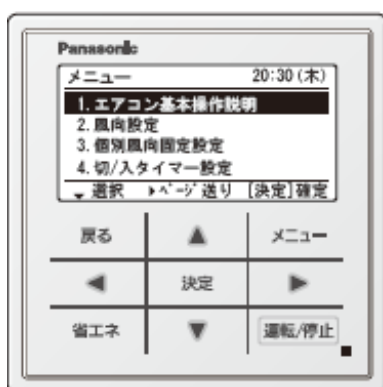 Panasonic
メニュー 20:30(木)
1.エアコン基本操作説明
2.風向設定
3.個別風向固定設定
4.切/入タイマー設定
選択 ▸ページ送り [決定]確定
戻る ▲ メニュー
◀ 決定 ▶
省エネ ▼ 運転/停止